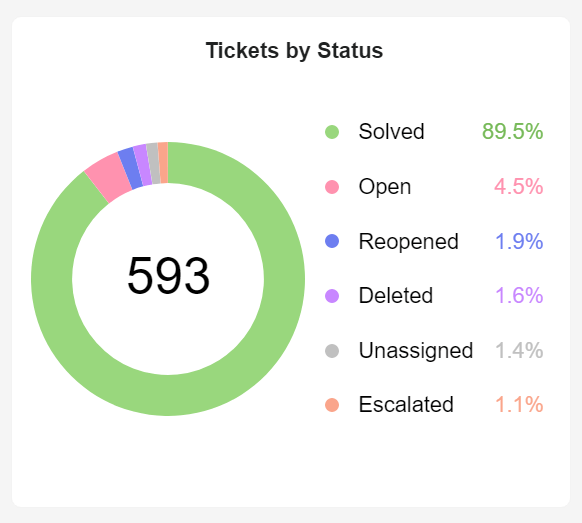 Tickets by Status
593
Solved 89.5%
Open 4.5%
Reopened 1.9%
Deleted 1.6%
Unassigned 1.4%
Escalated 1.1%